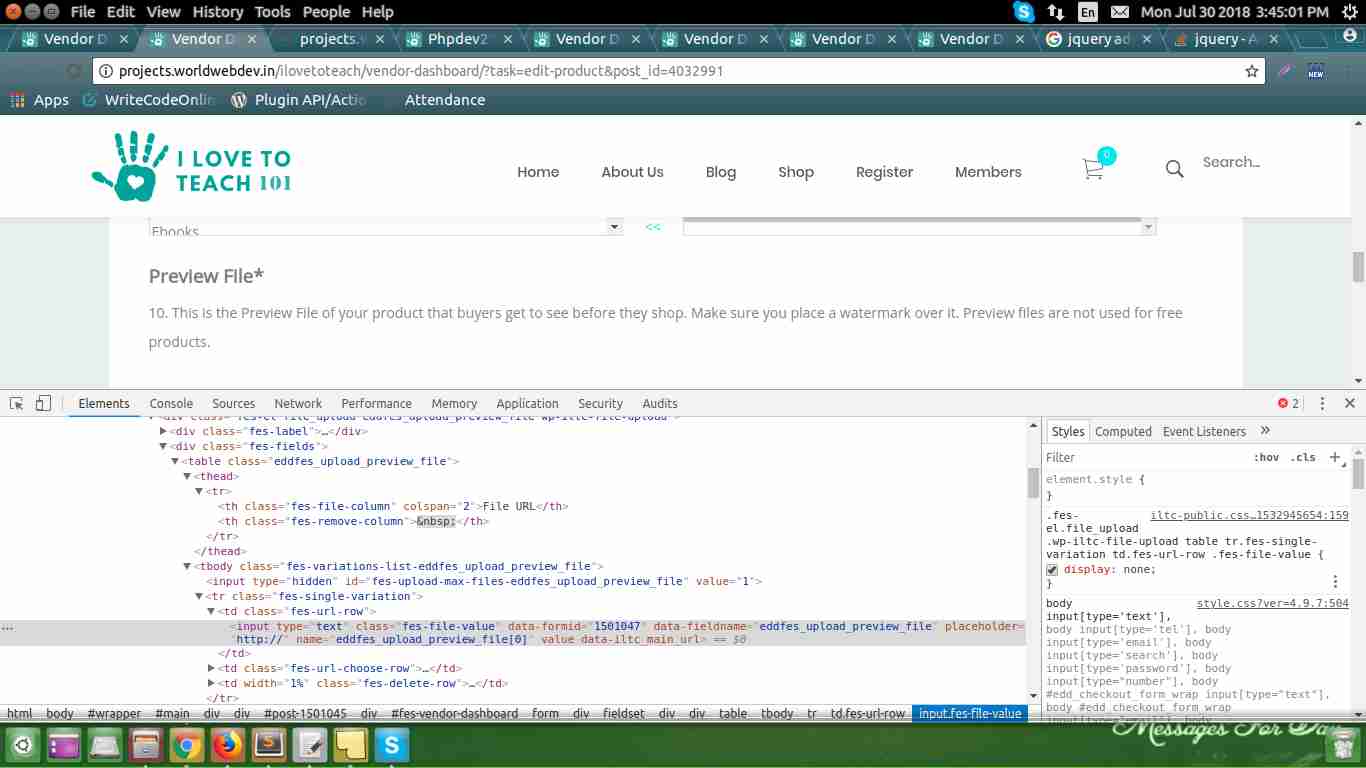 File Edit View History Tools People Help
En Mon Jul 30 2018 3:45:01 PM
Vendor D × Vendor D × projects. × Phpdev2 × Vendor D × Vendor D × Vendor D × Vendor D × jquery ad × jquery - A ×
projects.worldwebdev.in/ilovetoteach/vendor-dashboard/?task=edit-product&post_id=4032991
NEW
Apps WriteCodeOnlin Plugin API/Actio Attendance
I LOVE TO
TEACH 101
Home About Us Blog Shop Register Members 0 Search...
Ebooks <<
Preview File*
10. This is the Preview File of your product that buyers get to see before they shop. Make sure you place a watermark over it. Preview files are not used for free
products.
Elements Console Sources Network Performance Memory Application Security Audits 2
<div class="fes-el file_upload eddfes_upload_preview_file wp-iltc-file-upload">
<div class="fes-label">…</div>
<div class="fes-fields">
<table class="eddfes_upload_preview_file">
<thead>
<tr>
<th class="fes-file-column" colspan="2">File URL</th>
<th class="fes-remove-column">&nbsp;</th>
</tr>
</thead>
<tbody class="fes-variations-list-eddfes_upload_preview_file">
<input type="hidden" id="fes-upload-max-files-eddfes_upload_preview_file" value="1">
<tr class="fes-single-variation">
<td class="fes-url-row">
... <input type="text" class="fes-file-value" data-formid="1501047" data-fieldname="eddfes_upload_preview_file" placeholder=
"http://" name="eddfes_upload_preview_file[0]" value data-iltc_main_url> == $0
</td>
<td class="fes-url-choose-row">…</td>
<td width="1%" class="fes-delete-row">…</td>
</tr>
html body #wrapper #main div div #post-1501045 div #fes-vendor-dashboard form div fieldset div div table tbody tr td.fes-url-row input.fes-file-value
Styles Computed Event Listeners »
Filter :hov .cls +
element.style {
}
.fes- iltc-public.css…1532945654:159
el.file_upload
.wp-iltc-file-upload table tr.fes-single-
variation td.fes-url-row .fes-file-value {
display: none;
}
body style.css?ver=4.9.7:504
input[type='text'],
body input[type='tel'], body
input[type='email'], body
input[type='search'], body
input[type='password'], body
input[type="number"], body
#edd_checkout_form_wrap input[type="text"],
body #edd_checkout_form_wrap
input[type="email"], body
Messages For Day